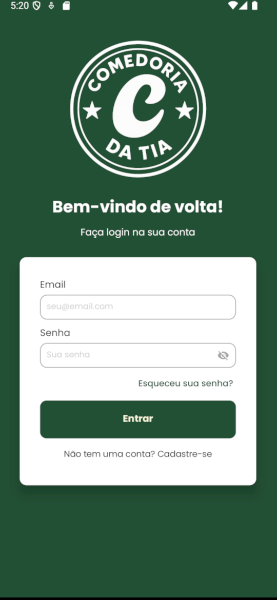 5:20
COMEDORIA
C
DA TIA
Bem-vindo de volta!
Faça login na sua conta
Email
seu@email.com
Senha
Sua senha
Esqueceu sua senha?
Entrar
Não tem uma conta? Cadastre-se